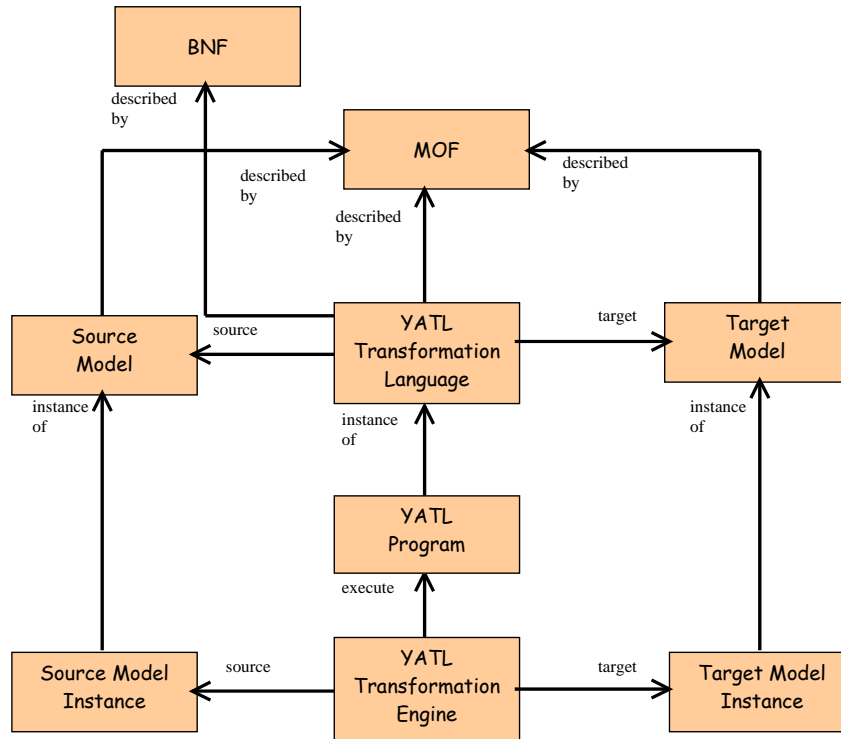 BNF
described
by
MOF
described
by
described
by
described
by
Source
Model
source
YATL
Transformation
Language
target
Target
Model
instance
of
instance
of
instance
of
YATL
Program
execute
Source Model
Instance
source
YATL
Transformation
Engine
target
Target Model
Instance